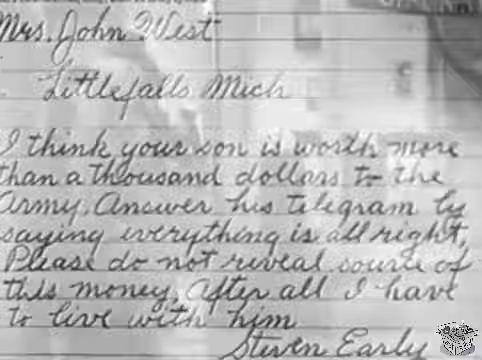 Mrs. John West
Littlefalls Mich
I think your son is worth more
than a thousand dollars to the
Army. Answer his telegram by
saying everything is all right,
Please do not reveal source of
this money. After all I have
to live with him
Steven Early